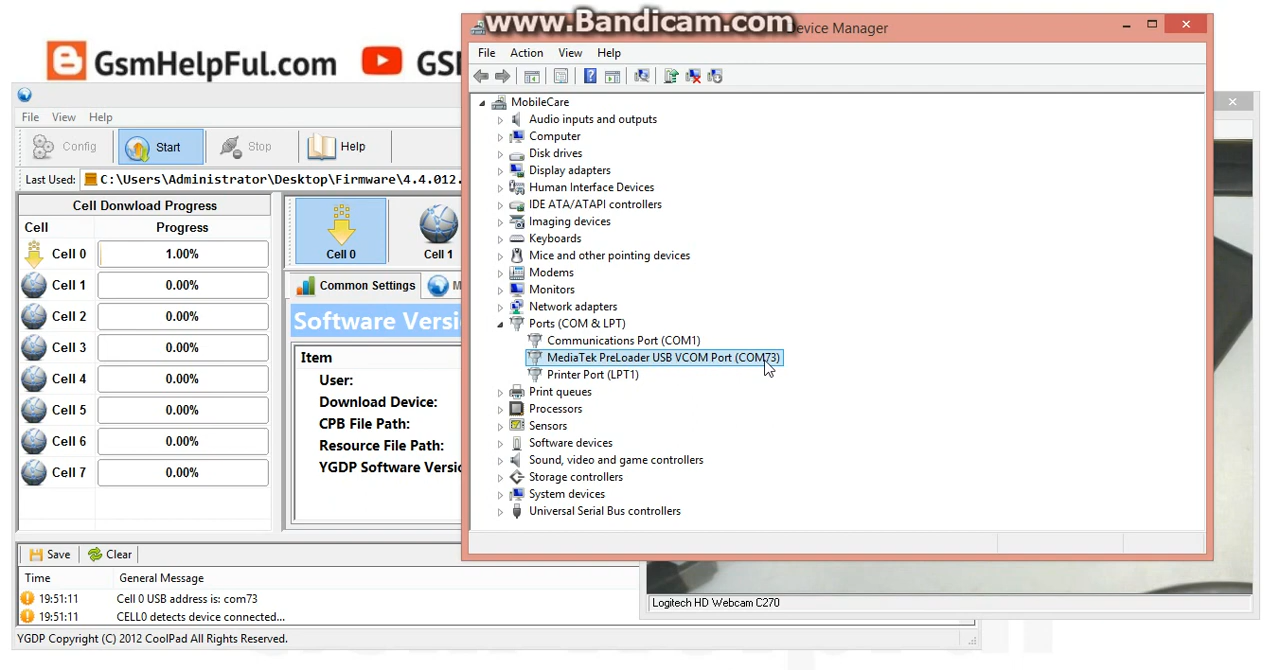 www.Bandicam.com
Device Manager
GsmHelpFul.com
File Action View Help
MobileCare
Audio inputs and outputs
Computer
Disk drives
Display adapters
Human Interface Devices
IDE ATA/ATAPI controllers
Imaging devices
Keyboards
Mice and other pointing devices
Modems
Monitors
Network adapters
Ports (COM & LPT)
Communications Port (COM1)
MediaTek PreLoader USB VCOM Port (COM73)
Printer Port (LPT1)
Print queues
Processors
Sensors
Software devices
Sound, video and game controllers
Storage controllers
System devices
Universal Serial Bus controllers
File View Help
Config Start Stop Help
Last Used: C:\Users\Administrator\Desktop\Firmware\4.4.012.
Cell Donwload Progress
Cell Progress
Cell 0 1.00%
Cell 1 0.00%
Cell 2 0.00%
Cell 3 0.00%
Cell 4 0.00%
Cell 5 0.00%
Cell 6 0.00%
Cell 7 0.00%
Cell 0 Cell 1
Common Settings
Software Versi
Item
User:
Download Device:
CPB File Path:
Resource File Path:
YGDP Software Versio
Save Clear
Time General Message
19:51:11 Cell 0 USB address is: com73
19:51:11 CELL0 detects device connected...
YGDP Copyright (C) 2012 CoolPad All Rights Reserved.
Logitech HD Webcam C270